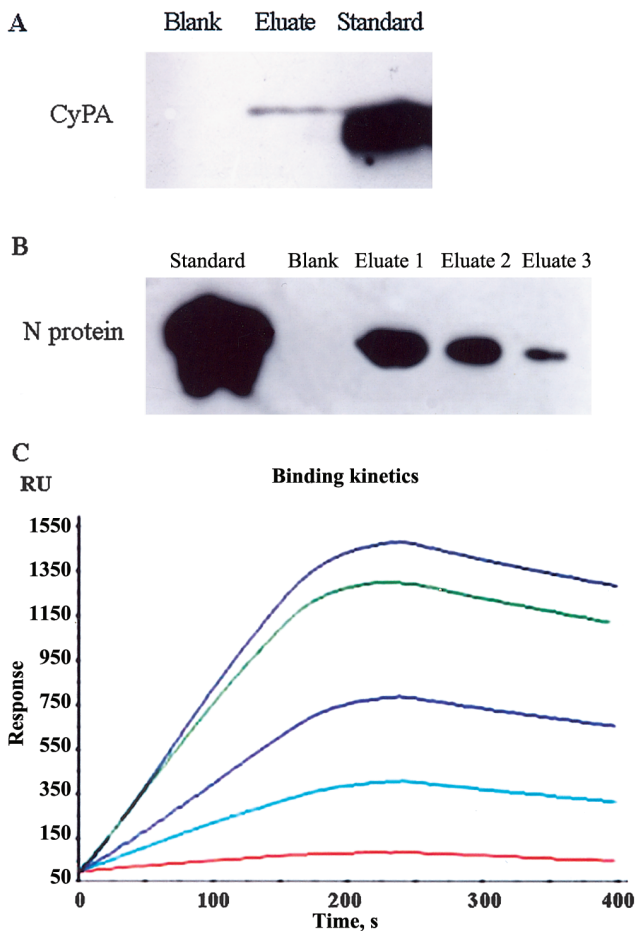 A
Blank Eluate Standard
CyPA
B
Standard Blank Eluate 1 Eluate 2 Eluate 3
N protein
C
RU
Binding kinetics
1550
1350
1150
950
750
550
350
150
50
Response
0 100 200 300 400
Time, s